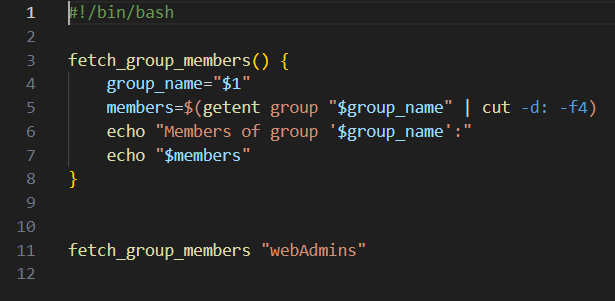 1 #!/bin/bash
2
3 fetch_group_members() {
4     group_name="$1"
5     members=$(getent group "$group_name" | cut -d: -f4)
6     echo "Members of group '$group_name':"
7     echo "$members"
8 }
9
10
11 fetch_group_members "webAdmins"
12